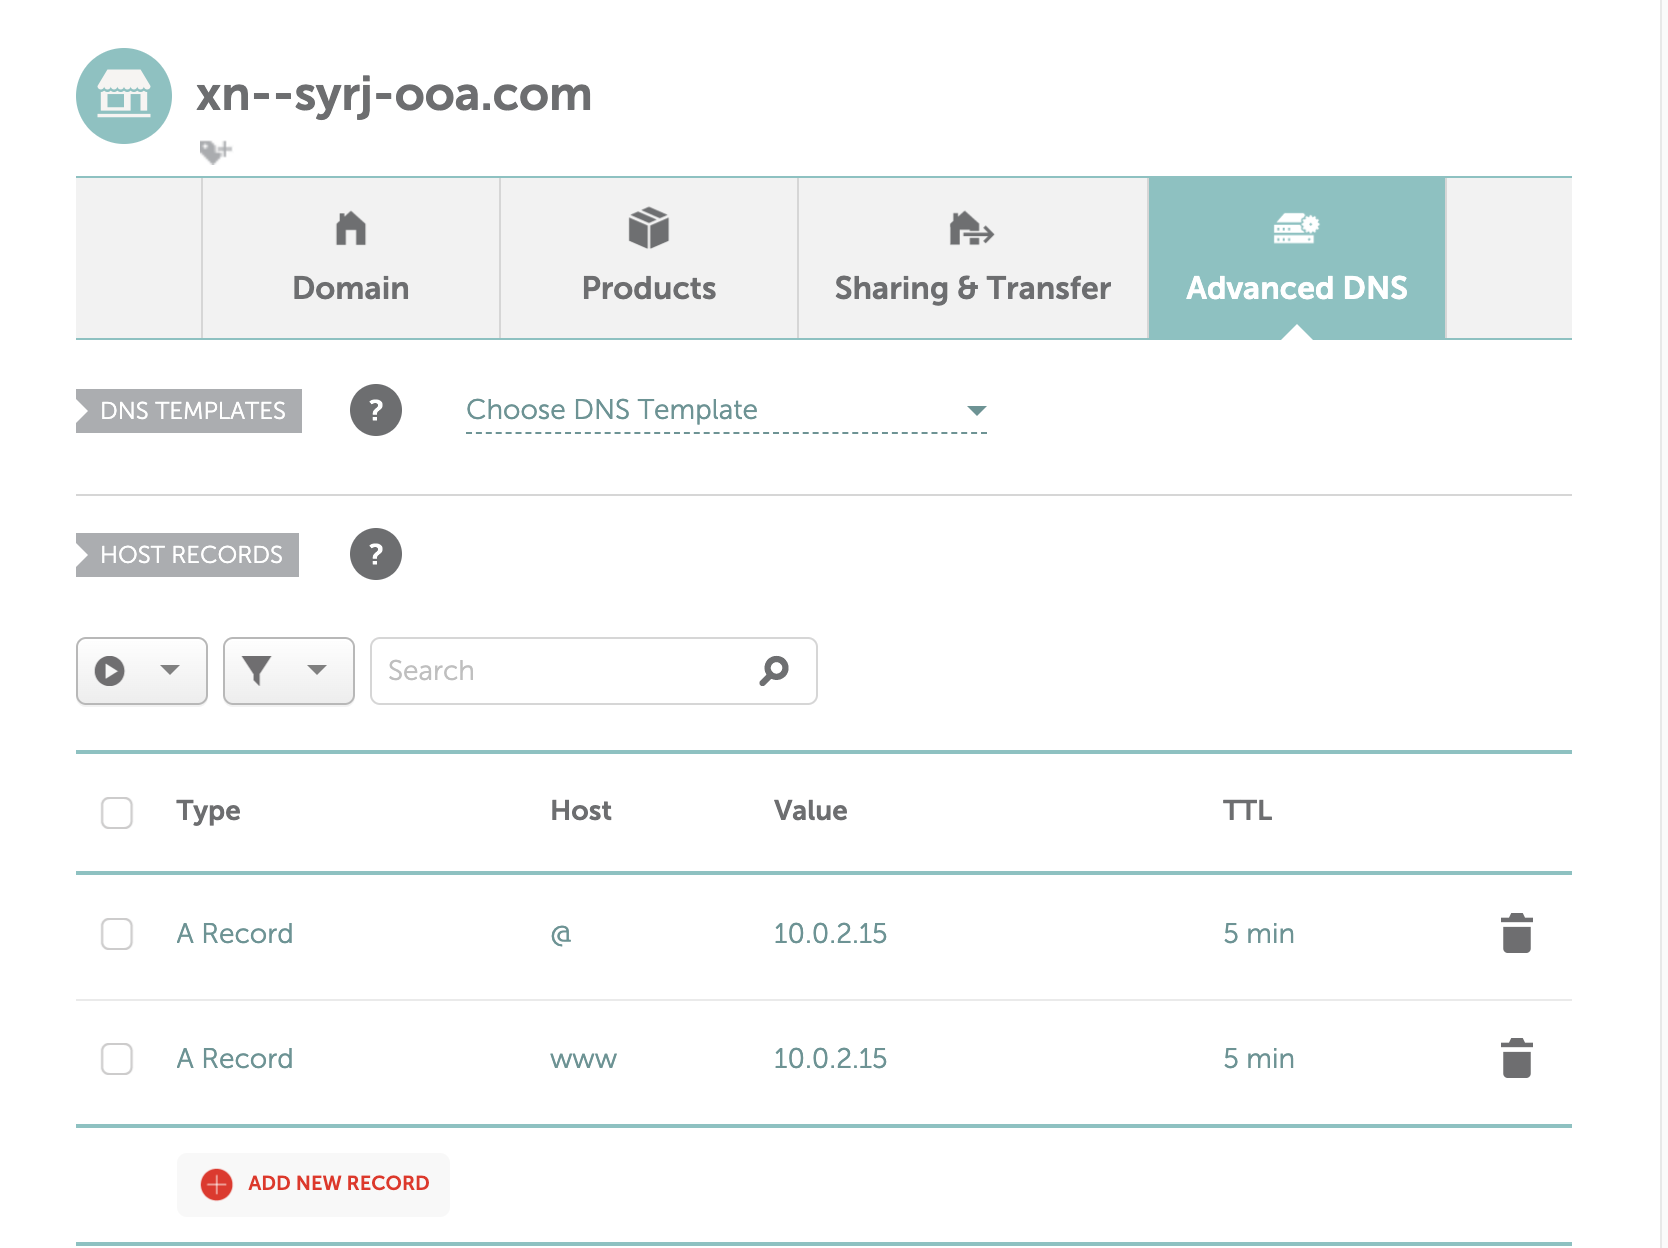 xn--syrj-ooa.com
Domain
Products
Sharing & Transfer
Advanced DNS
DNS TEMPLATES
?
Choose DNS Template
HOST RECORDS
?
Search
Type Host Value TTL
A Record @ 10.0.2.15 5 min
A Record www 10.0.2.15 5 min
ADD NEW RECORD